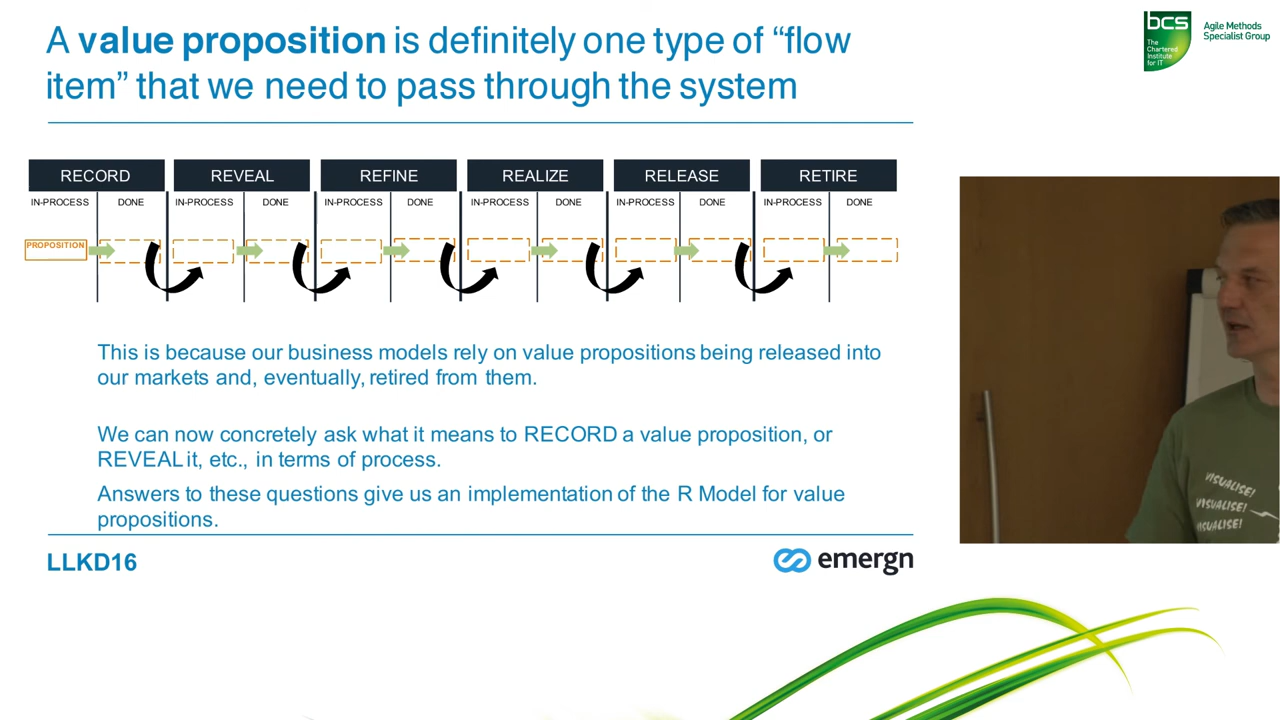 A value proposition is definitely one type of “flow
item” that we need to pass through the system
bcs
The
Chartered
Institute
for IT
Agile Methods
Specialist Group
RECORD
REVEAL
REFINE
REALIZE
RELEASE
RETIRE
IN-PROCESS
DONE
IN-PROCESS
DONE
IN-PROCESS
DONE
IN-PROCESS
DONE
IN-PROCESS
DONE
IN-PROCESS
DONE
PROPOSITION
This is because our business models rely on value propositions being released into
our markets and, eventually, retired from them.
We can now concretely ask what it means to RECORD a value proposition, or
REVEAL it, etc., in terms of process.
Answers to these questions give us an implementation of the R Model for value
propositions.
VISUALISE!
VISUALISE!
VISUALISE!
LLKD16
emergn